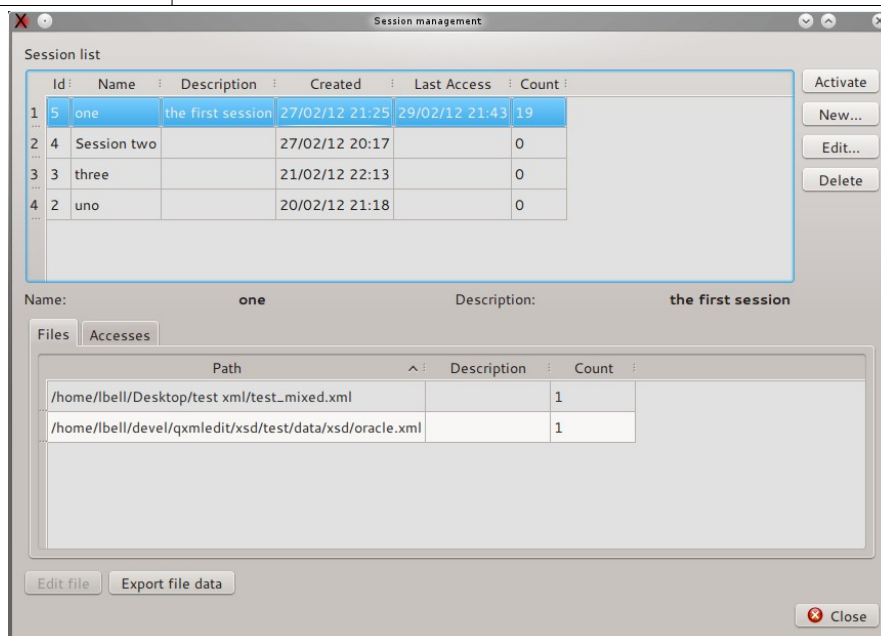 Session management
Session list
Id Name Description Created Last Access Count
1 5 one the first session 27/02/12 21:25 29/02/12 21:43 19
2 4 Session two 27/02/12 20:17 0
3 3 three 21/02/12 22:13 0
4 2 uno 20/02/12 21:18 0
Activate
New...
Edit...
Delete
Name: one Description: the first session
Files Accesses
Path Description Count
/home/lbell/Desktop/test xml/test_mixed.xml 1
/home/lbell/devel/qxmledit/xsd/test/data/xsd/oracle.xml 1
Edit file Export file data
Close